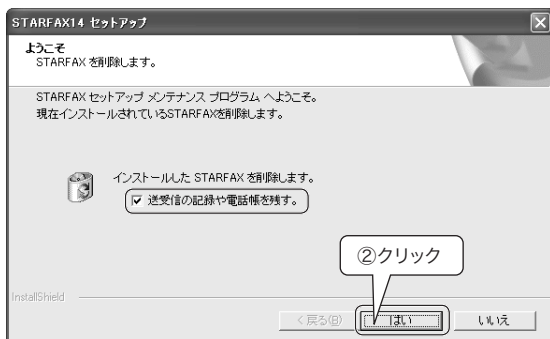 STARFAX14 セットアップ
ようこそ
STARFAX を削除します。
STARFAX セットアップ メンテナンス プログラム へようこそ。
現在インストールされているSTARFAXを削除します。
インストールした STARFAX を削除します。
送受信の記録や電話帳を残す。
②クリック
InstallShield
< 戻る(B)
はい
いいえ